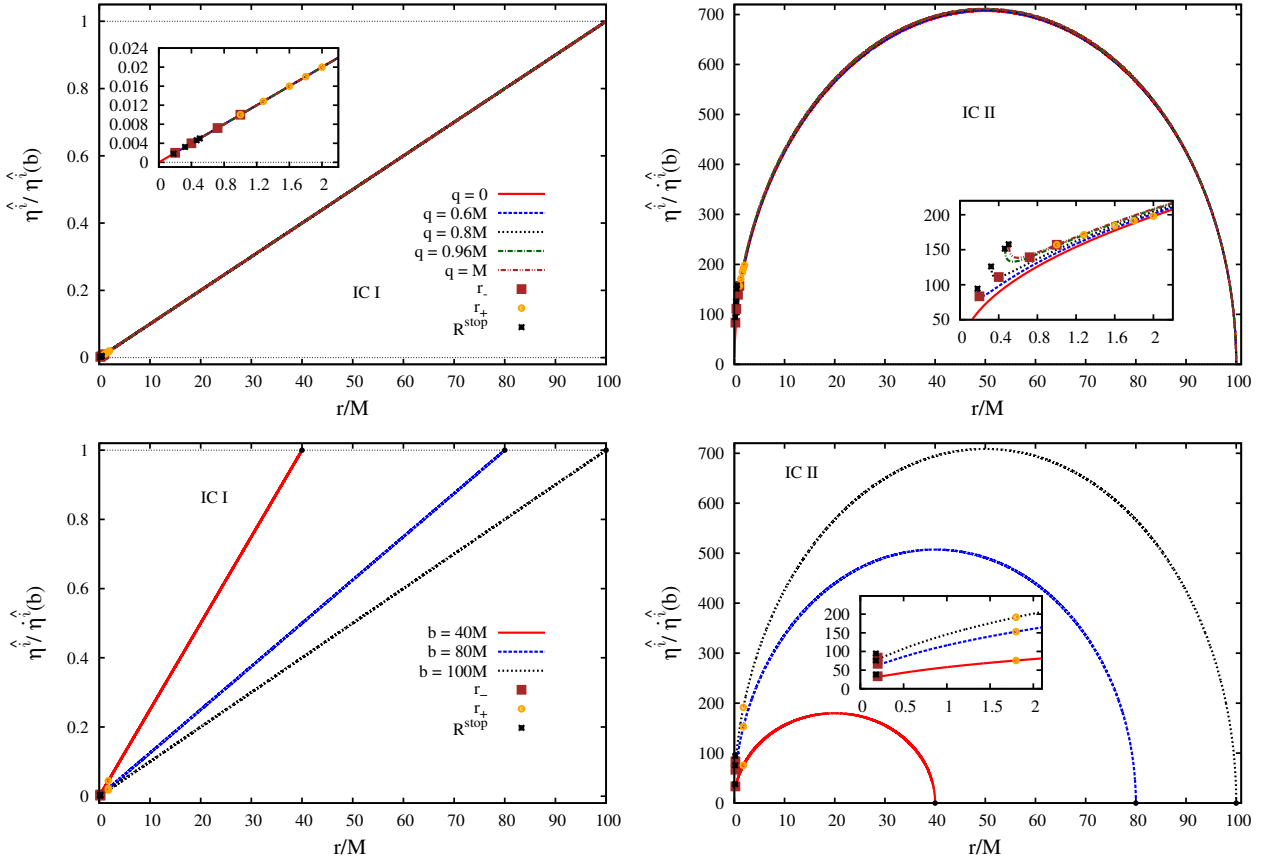 η^î / η̇^î(b)
1
0.8
0.6
0.4
0.2
0
0 10 20 30 40 50 60 70 80 90 100
r/M
0.024
0.02
0.016
0.012
0.008
0.004
0
0 0.4 0.8 1.2 1.6 2
q = 0
q = 0.6M
q = 0.8M
q = 0.96M
q = M
r₋
r₊
R^stop
IC I
η^î / η̇^î(b)
700
600
500
400
300
200
100
0
0 10 20 30 40 50 60 70 80 90 100
r/M
IC II
200
150
100
50
0 0.4 0.8 1.2 1.6 2
η^î / η̇^î(b)
1
0.8
0.6
0.4
0.2
0
0 10 20 30 40 50 60 70 80 90 100
r/M
IC I
b = 40M
b = 80M
b = 100M
r₋
r₊
R^stop
η^î / η̇^î(b)
700
600
500
400
300
200
100
0
0 10 20 30 40 50 60 70 80 90 100
r/M
IC II
200
150
100
50
0
0 0.5 1 1.5 2